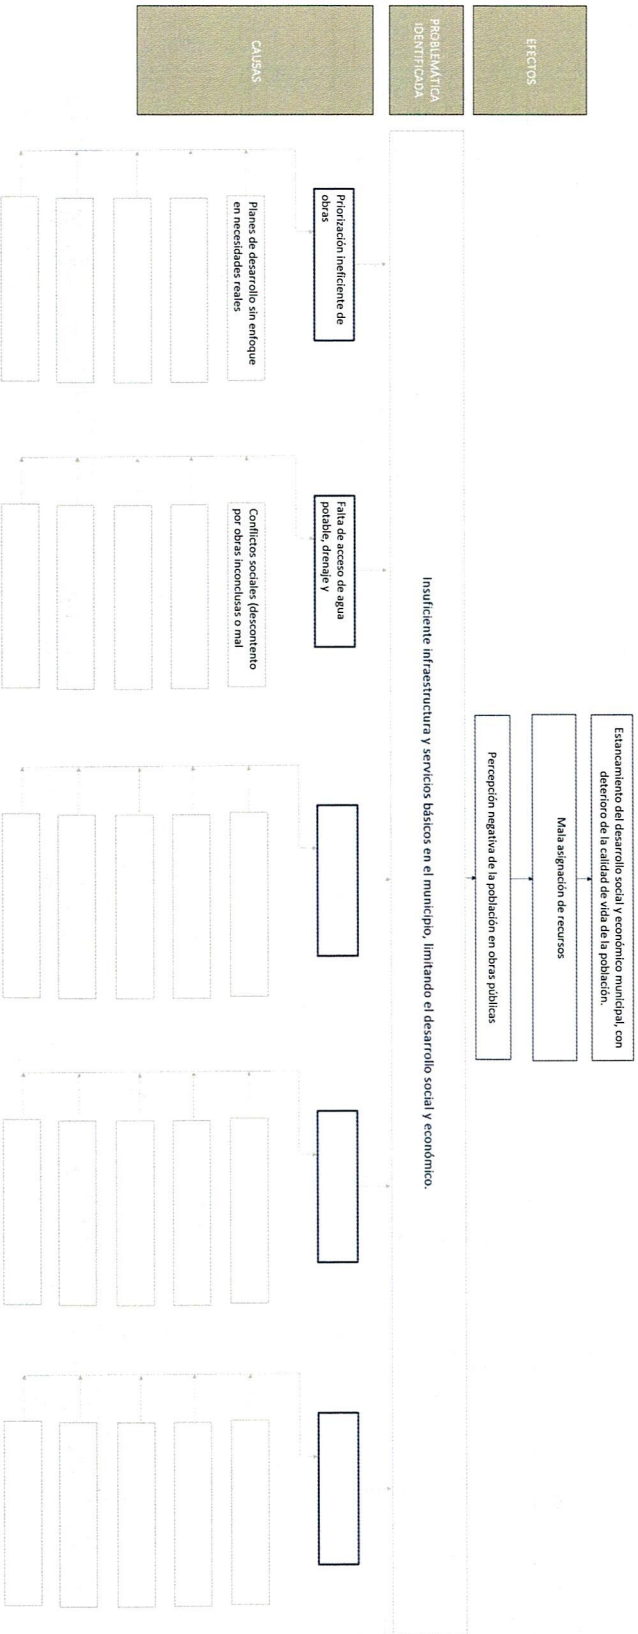 EFECTOS
Estancamiento del desarrollo social y económico municipal, con
deterioro de la calidad de vida de la población.
Mala asignación de recursos
Percepción negativa de la población en obras públicas
PROBLEMÁTICA
IDENTIFICADA
Insuficiente infraestructura y servicios básicos en el municipio, limitando el desarrollo social y económico.
CAUSAS
Priorización ineficiente de
obras
Falta de acceso de agua
potable, drenaje y
Planes de desarrollo sin enfoque
en necesidades reales
Conflictos sociales (descontento
por obras inconclusas o mal